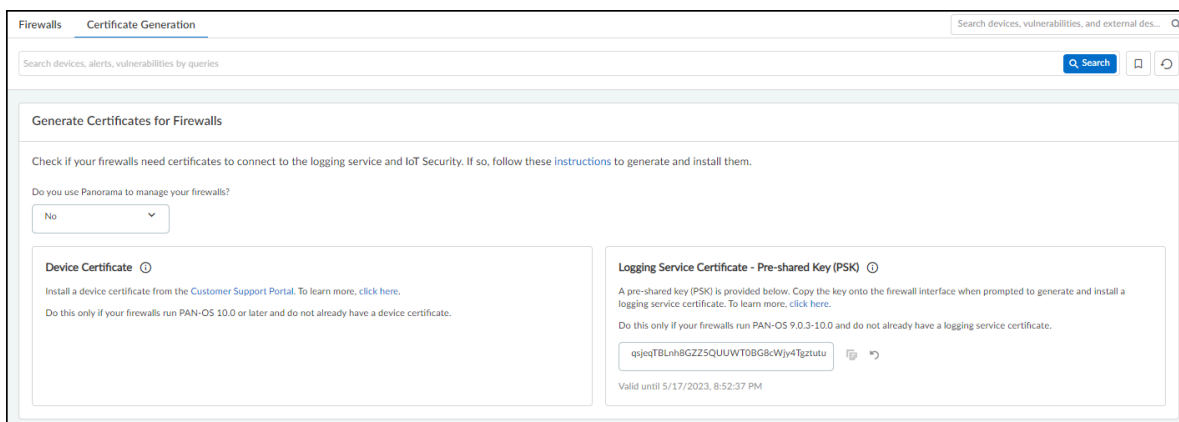 Firewalls Certificate Generation
Search devices, vulnerabilities, and external des...
Search devices, alerts, vulnerabilities by queries
Search
Generate Certificates for Firewalls
Check if your firewalls need certificates to connect to the logging service and IoT Security. If so, follow these instructions to generate and install them.
Do you use Panorama to manage your firewalls?
No
Device Certificate
Install a device certificate from the Customer Support Portal. To learn more, click here.
Do this only if your firewalls run PAN-OS 10.0 or later and do not already have a device certificate.
Logging Service Certificate - Pre-shared Key (PSK)
A pre-shared key (PSK) is provided below. Copy the key onto the firewall interface when prompted to generate and install a
logging service certificate. To learn more, click here.
Do this only if your firewalls run PAN-OS 9.0.3-10.0 and do not already have a logging service certificate.
qsjeqTBLnh8GZZ5QUUWT0BG8cWjy4Tgztutu
Valid until 5/17/2023, 8:52:37 PM